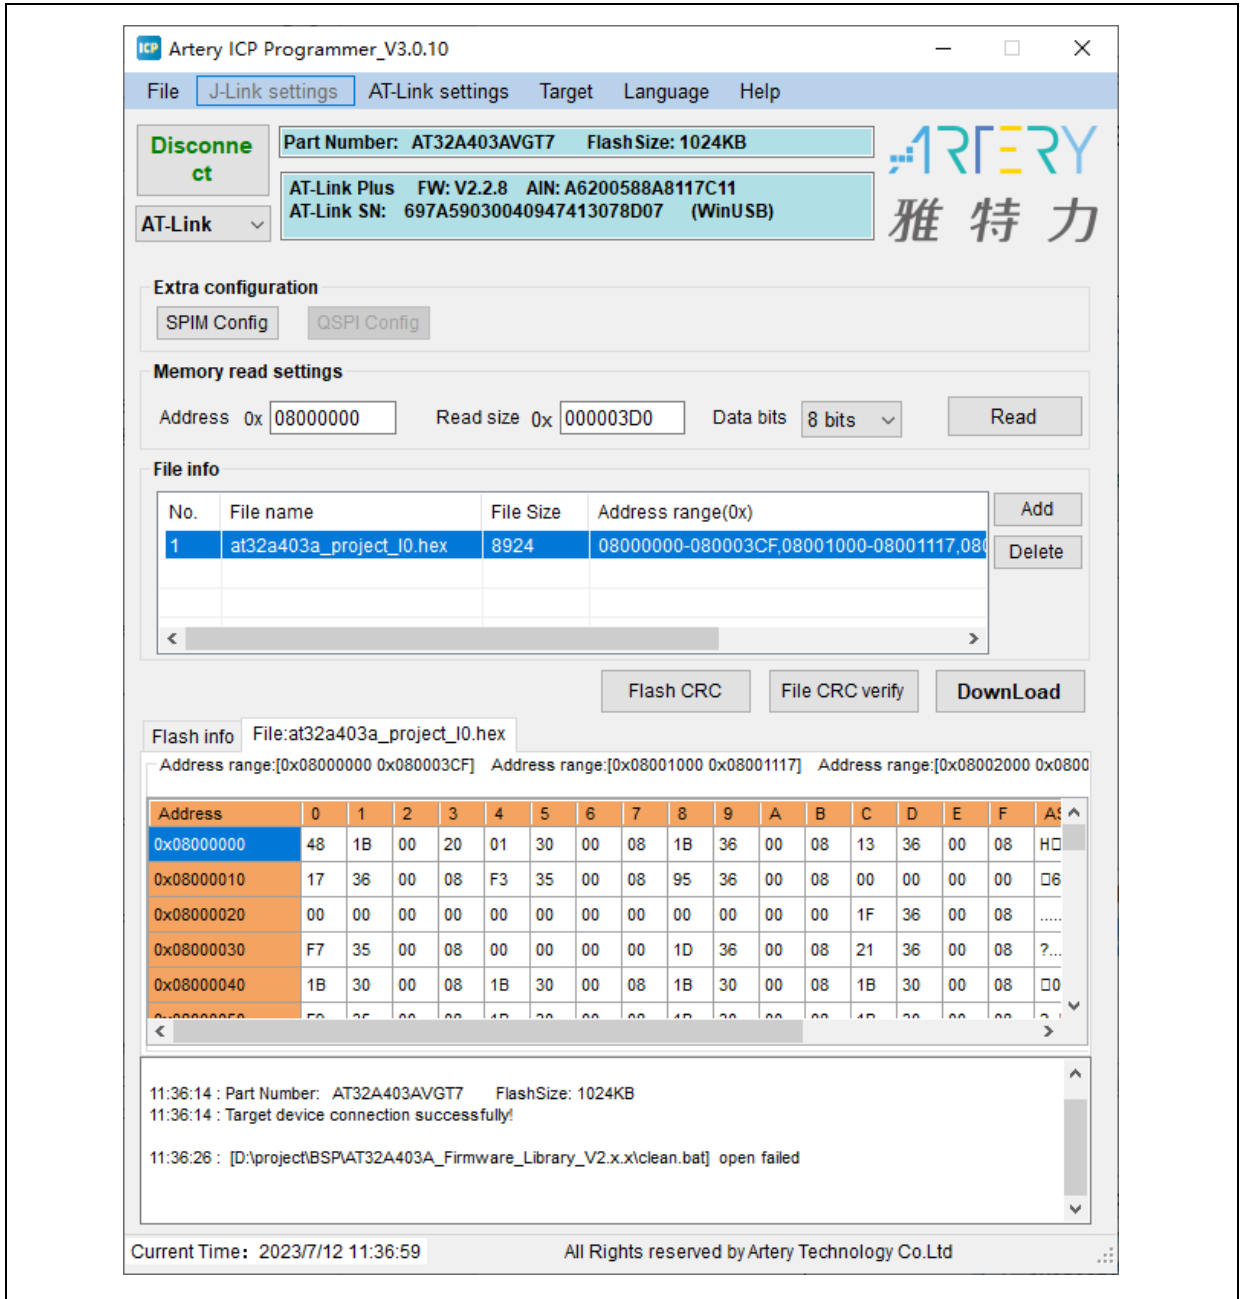 ICP Artery ICP Programmer_V3.0.10
File J-Link settings AT-Link settings Target Language Help
Disconne
ct
Part Number: AT32A403AVGT7 FlashSize: 1024KB
AT-Link Plus FW: V2.2.8 AIN: A6200588A8117C11
AT-Link SN: 697A59030040947413078D07 (WinUSB)
AT-Link
ARTERY
雅特力
Extra configuration
SPIM Config QSPI Config
Memory read settings
Address 0x 08000000 Read size 0x 000003D0 Data bits 8 bits Read
File info
No. File name File Size Address range(0x)
1 at32a403a_project_l0.hex 8924 08000000-080003CF,08001000-08001117,080
Add
Delete
Flash CRC File CRC verify DownLoad
Flash info File:at32a403a_project_l0.hex
Address range:[0x08000000 0x080003CF] Address range:[0x08001000 0x08001117] Address range:[0x08002000 0x0800
Address 0 1 2 3 4 5 6 7 8 9 A B C D E F AS
0x08000000 48 1B 00 20 01 30 00 08 1B 36 00 08 13 36 00 08 H□
0x08000010 17 36 00 08 F3 35 00 08 95 36 00 08 00 00 00 00 □6
0x08000020 00 00 00 00 00 00 00 00 00 00 00 00 1F 36 00 08 .....
0x08000030 F7 35 00 08 00 00 00 00 1D 36 00 08 21 36 00 08 ?...
0x08000040 1B 30 00 08 1B 30 00 08 1B 30 00 08 1B 30 00 08 □0
11:36:14 : Part Number: AT32A403AVGT7 FlashSize: 1024KB
11:36:14 : Target device connection successfully!
11:36:26 : [D:\project\BSP\AT32A403A_Firmware_Library_V2.x.x\clean.bat] open failed
Current Time: 2023/7/12 11:36:59 All Rights reserved by Artery Technology Co.Ltd